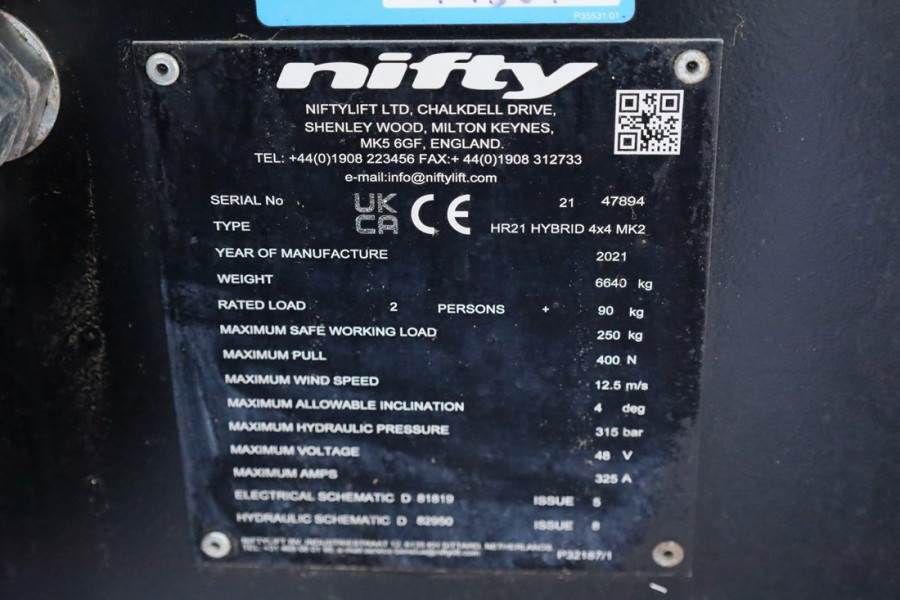 P35531 01
nifty
NIFTYLIFT LTD, CHALKDELL DRIVE,
SHENLEY WOOD, MILTON KEYNES,
MK5 6GF, ENGLAND.
TEL: +44(0)1908 223456 FAX:+ 44(0)1908 312733
e-mail:info@niftylift.com
SERIAL No UK CA CE 21 47894
TYPE HR21 HYBRID 4x4 MK2
YEAR OF MANUFACTURE 2021
WEIGHT 6640 kg
RATED LOAD 2 PERSONS + 90 kg
MAXIMUM SAFE WORKING LOAD 250 kg
MAXIMUM PULL 400 N
MAXIMUM WIND SPEED 12.5 m/s
MAXIMUM ALLOWABLE INCLINATION 4 deg
MAXIMUM HYDRAULIC PRESSURE 315 bar
MAXIMUM VOLTAGE 48 V
MAXIMUM AMPS 325 A
ELECTRICAL SCHEMATIC D 81819 ISSUE 5
HYDRAULIC SCHEMATIC D 82950 ISSUE 8
NIFTYLIFT BV, INDUSTRIESTRAAT SITTARD, NETHERLANDS
P32187/1